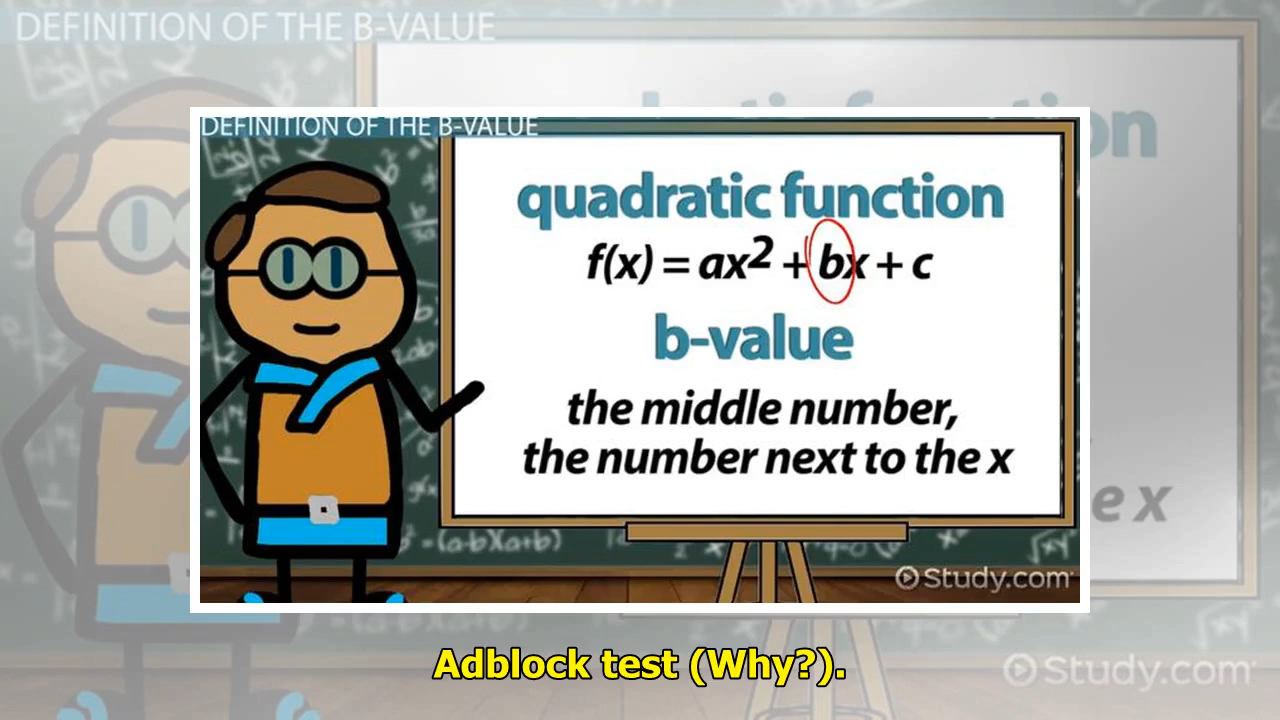 DEFINITION OF THE B-VALUE
DEFINITION OF THE B-VALUE
quadratic function
f(x) = ax² + bx + c
b-value
the middle number,
the number next to the x
Study.com
Adblock test (Why?).
Study.com